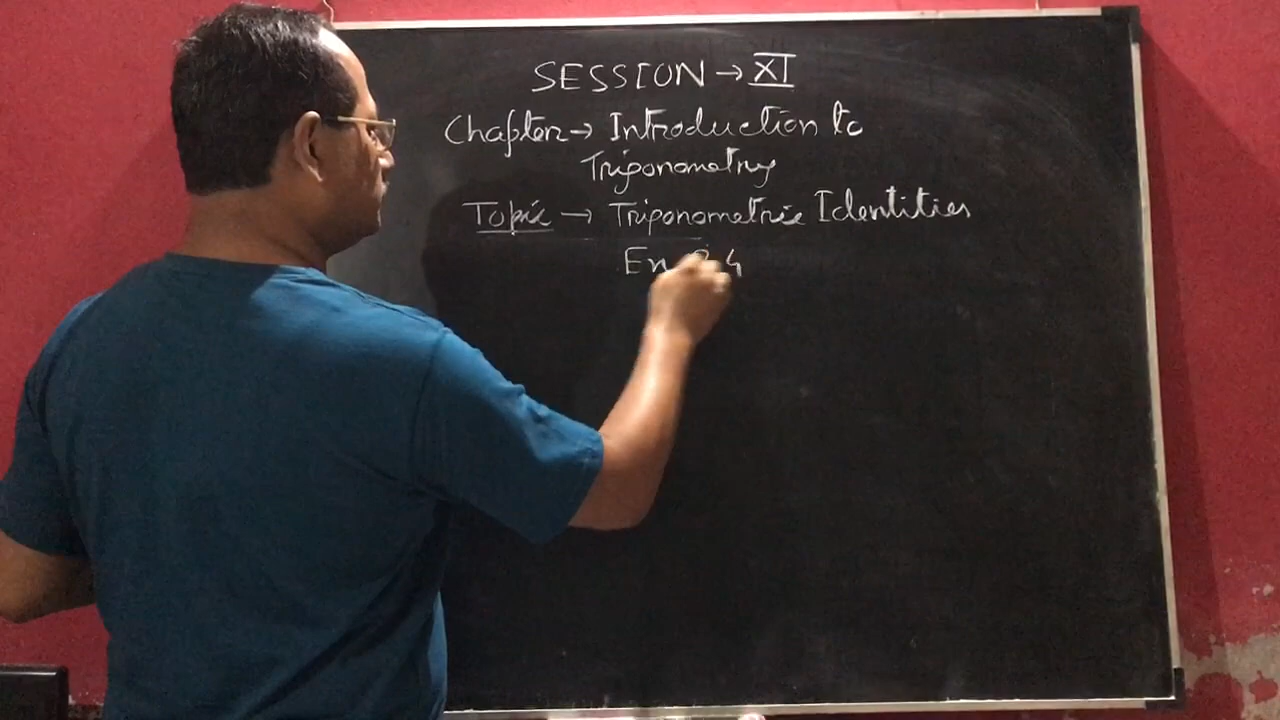 SESSION → XI
Chapter → Introduction to
Trigonometry
Topic → Trigonometric Identities
Ex 8.4